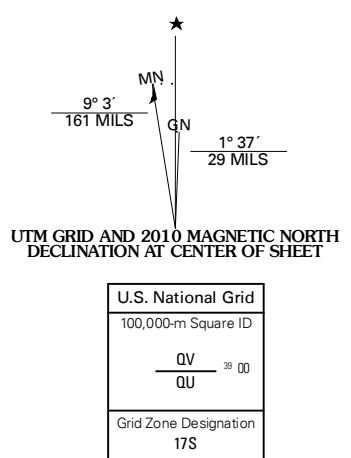 ★
MN
9° 3´
161 MILS
GN
1° 37´
29 MILS
UTM GRID AND 2010 MAGNETIC NORTH
DECLINATION AT CENTER OF SHEET
U.S. National Grid
100,000-m Square ID
QV
39 00
QU
Grid Zone Designation
17S